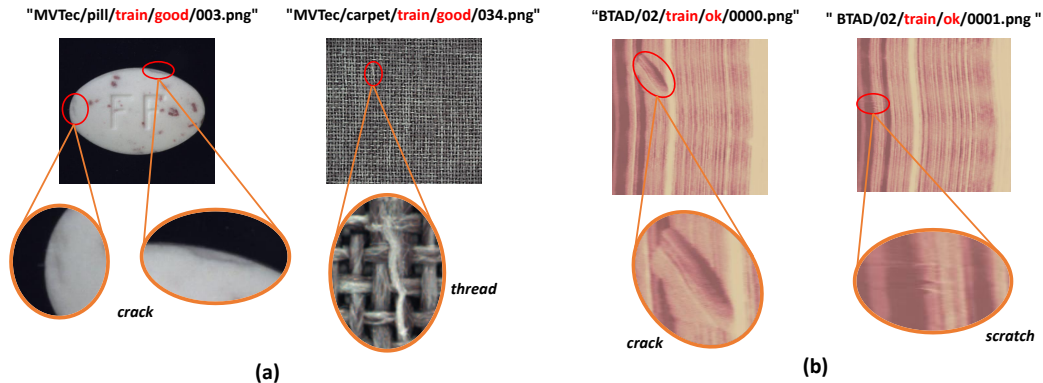 "MVTec/pill/train/good/003.png"
"MVTec/carpet/train/good/034.png"
“BTAD/02/train/ok/0000.png
" BTAD/02/train/ok/0001.png "
FF
crack
thread
crack
scratch
(a)
(b)